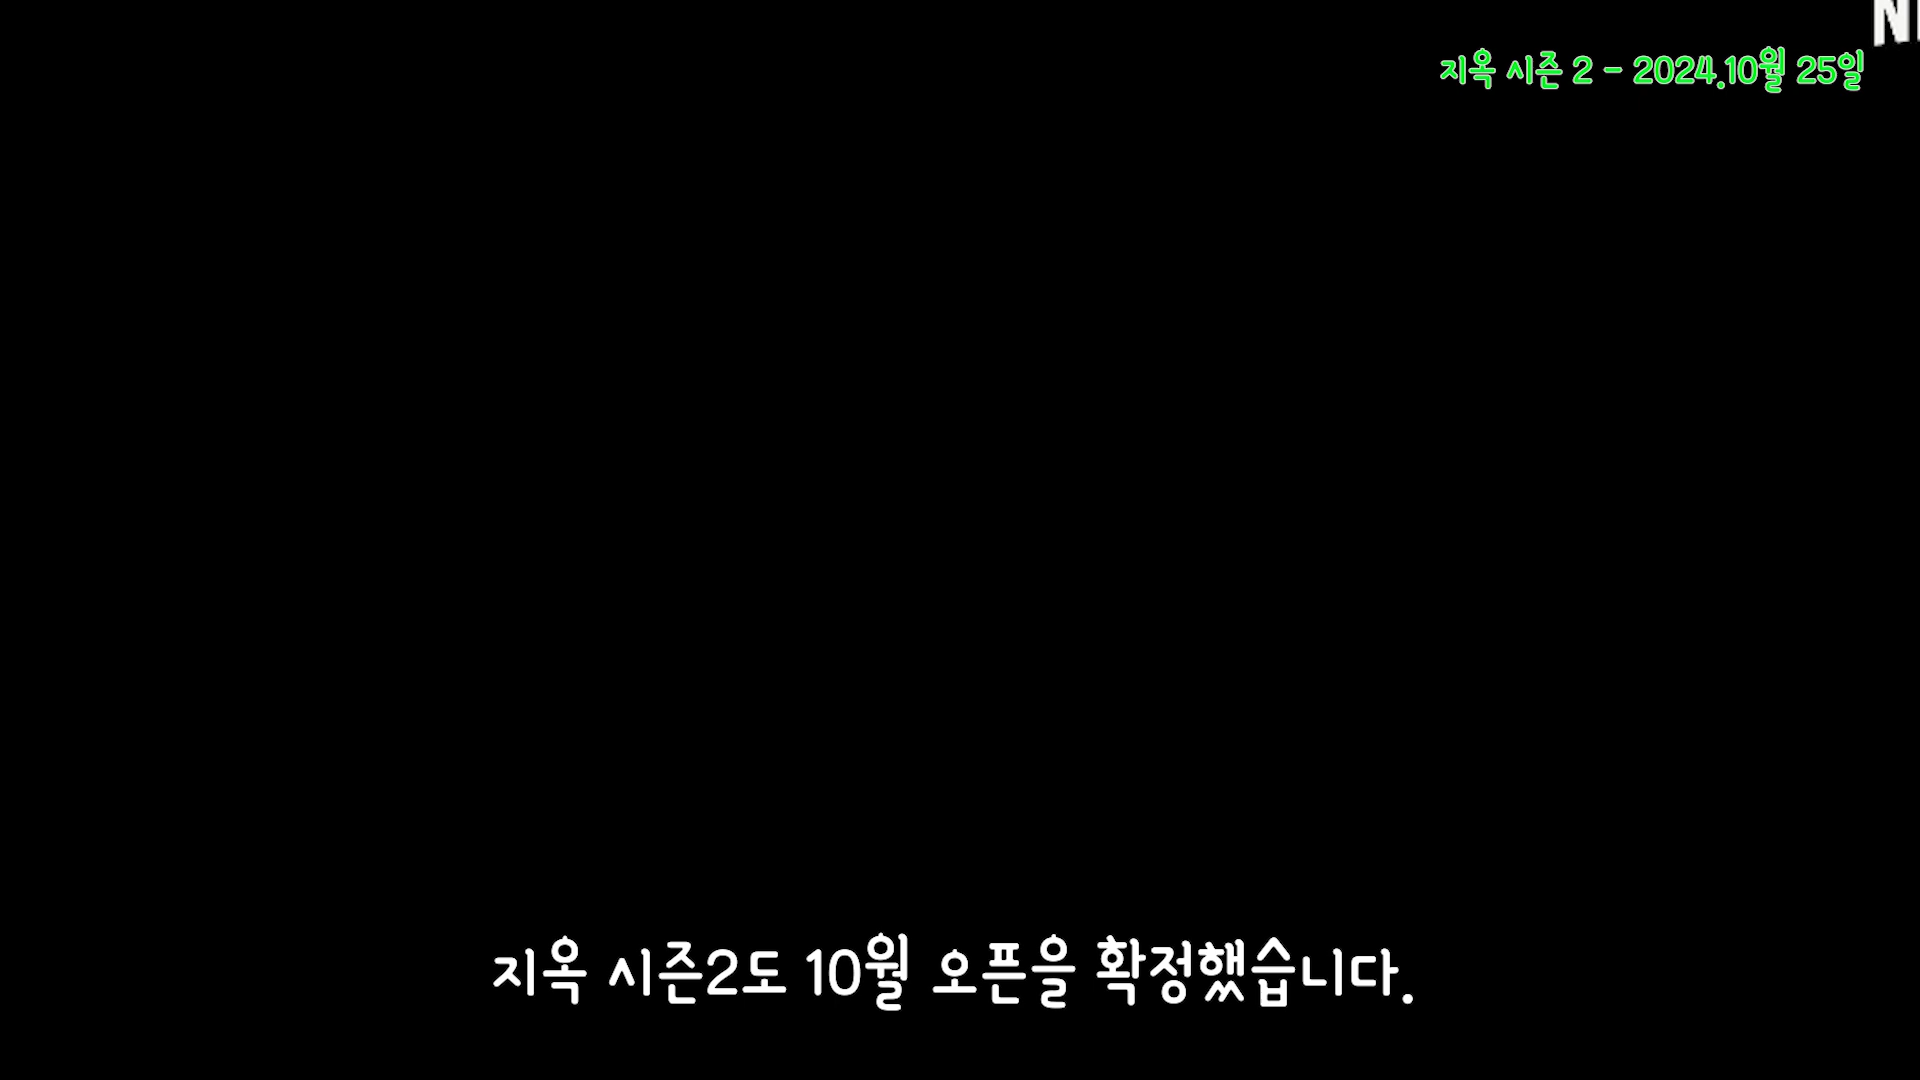 지옥 시즌 2 - 2024.10월 25일
지옥 시즌2도 10월 오픈을 확정했습니다.